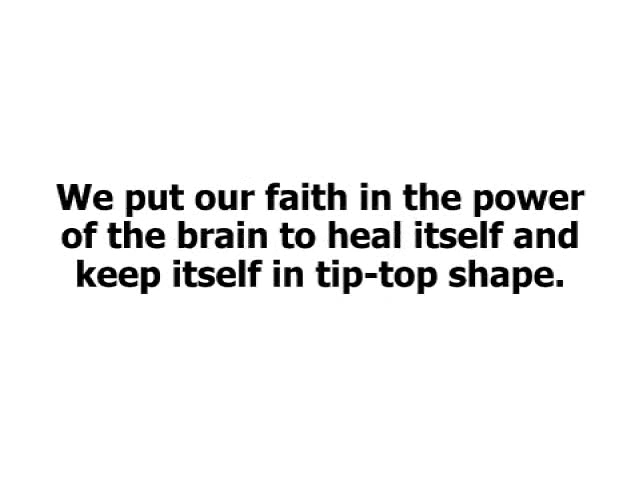 We put our faith in the power
of the brain to heal itself and
keep itself in tip-top shape.